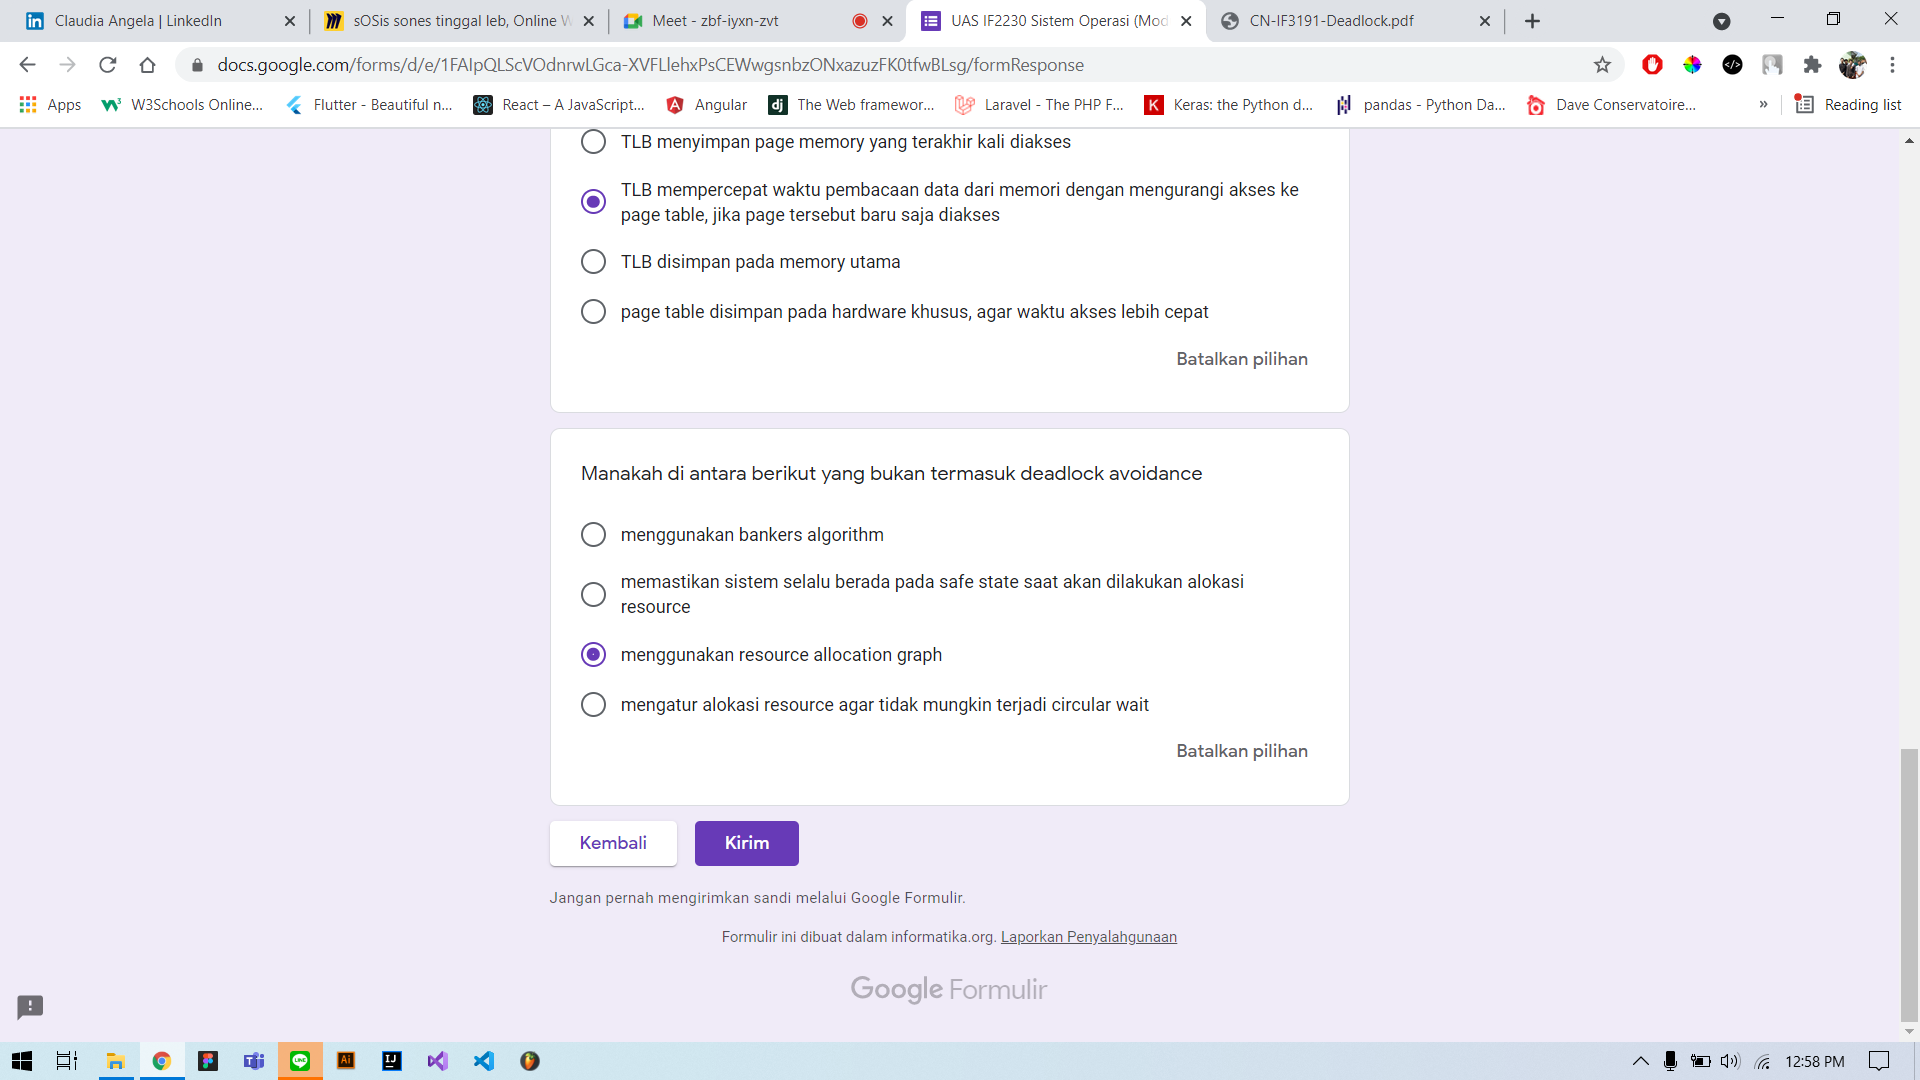 Claudia Angela | LinkedIn
sOSis sones tinggal leb, Online W
Meet - zbf-iyxn-zvt
UAS IF2230 Sistem Operasi (Mod
CN-IF3191-Deadlock.pdf
docs.google.com/forms/d/e/1FAIpQLScVOdnrwLGca-XVFLlehxPsCEWwgsnbzONxazuzFK0tfwBLsg/formResponse
Apps
W3Schools Online...
Flutter - Beautiful n...
React – A JavaScript...
Angular
The Web framewor...
Laravel - The PHP F...
Keras: the Python d...
pandas - Python Da...
Dave Conservatoire...
»
Reading list
TLB menyimpan page memory yang terakhir kali diakses
TLB mempercepat waktu pembacaan data dari memori dengan mengurangi akses ke
page table, jika page tersebut baru saja diakses
TLB disimpan pada memory utama
page table disimpan pada hardware khusus, agar waktu akses lebih cepat
Batalkan pilihan
Manakah di antara berikut yang bukan termasuk deadlock avoidance
menggunakan bankers algorithm
memastikan sistem selalu berada pada safe state saat akan dilakukan alokasi
resource
menggunakan resource allocation graph
mengatur alokasi resource agar tidak mungkin terjadi circular wait
Batalkan pilihan
Kembali
Kirim
Jangan pernah mengirimkan sandi melalui Google Formulir.
Formulir ini dibuat dalam informatika.org. Laporkan Penyalahgunaan
Google Formulir
12:58 PM